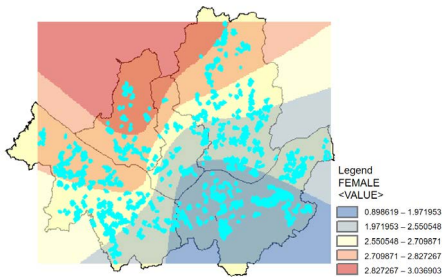 Legend
FEMALE
<VALUE>
0.898619 – 1.971953
1.971953 – 2.550548
2.550548 – 2.709871
2.709871 – 2.827267
2.827267 – 3.036903